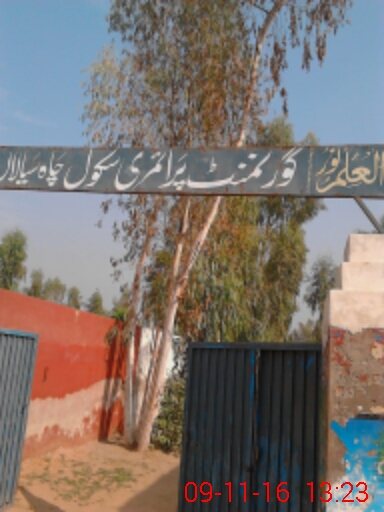 العلم نور گورنمنٹ پرائمری سکول چاہ سیالاں
09-11-16 13:23